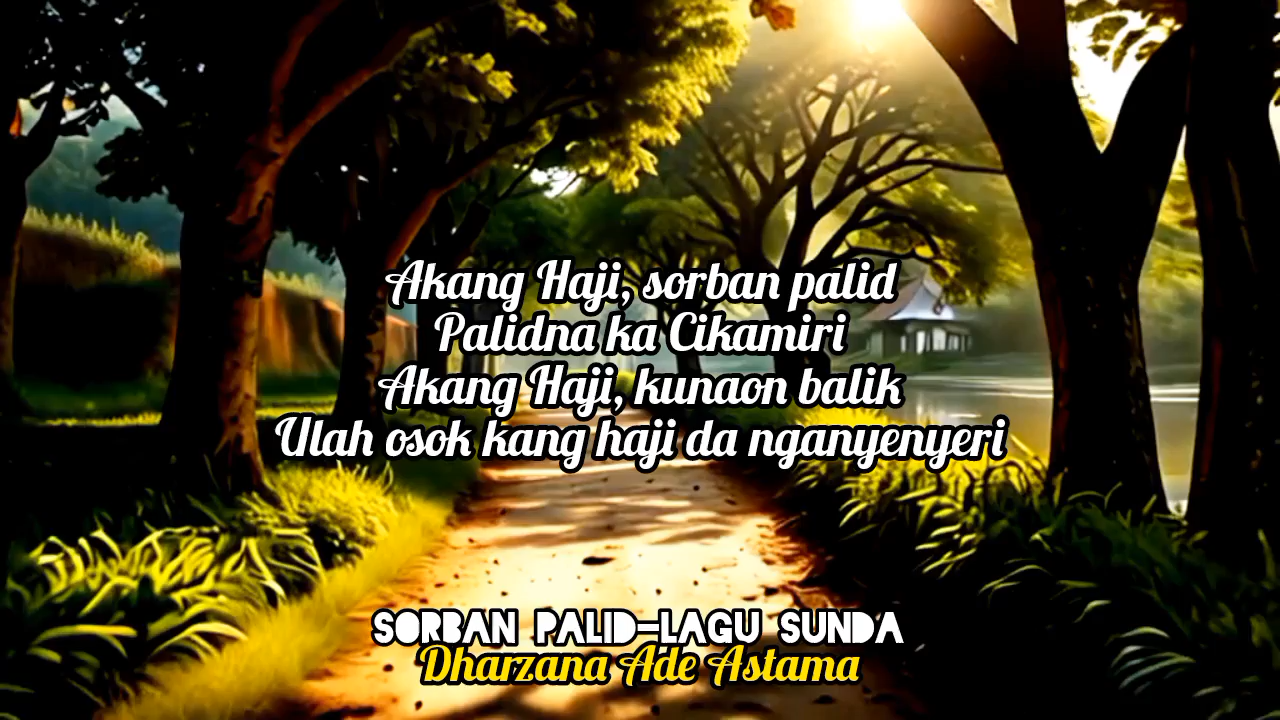 Akang Haji, sorban palid
Palidna ka Cikamiri
Akang Haji, kunaon balik
Ulah osok kang haji da nganyenyeri
SORBAN PALID-LAGU SUNDA
Dharzana Ade Astama